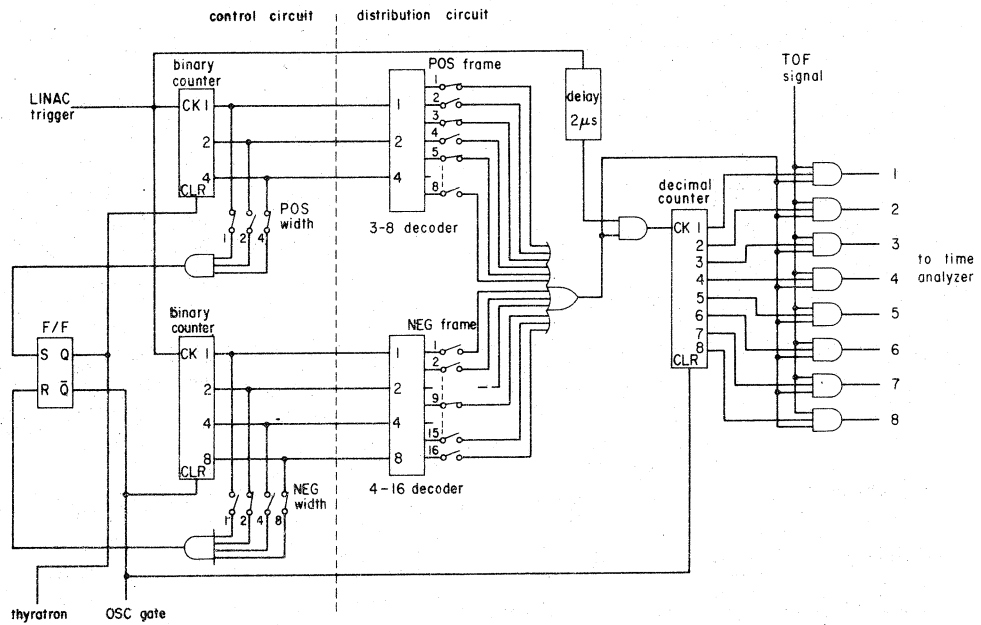 control circuit
distribution circuit
binary
counter
POS frame
TOF
signal
LINAC
trigger
CK 1
2
4
CLR
1
2
4
1
2
3
4
5
8
delay
2μs
POS
width
1
2
4
3-8 decoder
decimal
counter
CK 1
2
3
4
5
6
7
8
CLR
1
2
3
4
5
6
7
8
to time
analyzer
F/F
S Q
R Q̄
binary
counter
CK 1
2
4
8
CLR
NEG frame
1
2
4
8
1
2
9
15
16
NEG
width
1
2
4
8
4-16 decoder
thyratron
OSC gate